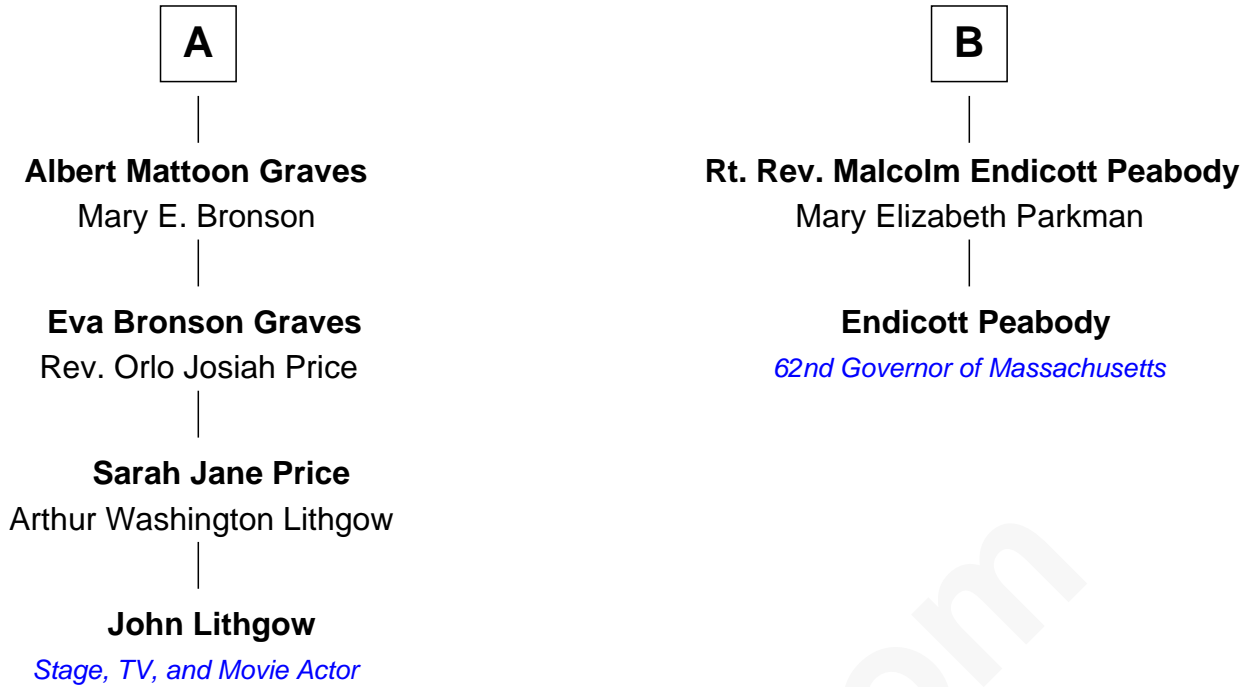 A
Albert Mattoon Graves
Mary E. Bronson
Eva Bronson Graves
Rev. Orlo Josiah Price
Sarah Jane Price
Arthur Washington Lithgow
John Lithgow
Stage, TV, and Movie Actor
B
Rt. Rev. Malcolm Endicott Peabody
Mary Elizabeth Parkman
Endicott Peabody
62nd Governor of Massachusetts
om